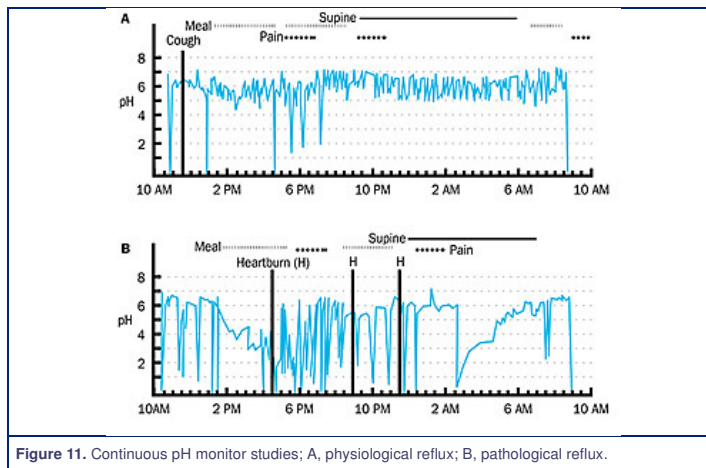 Supine
A
Meal
Pain
Cough
8
6
pH
4
2
10 AM 2 PM 6 PM 10 PM 2 AM 6 AM 10 AM
Supine
B
Meal
Pain
Heartburn (H) H H
8
6
pH
4
2
10AM 2 PM 6 PM 10 PM 2 AM 6 AM 10 AM
Figure 11. Continuous pH monitor studies; A, physiological reflux; B, pathological reflux.